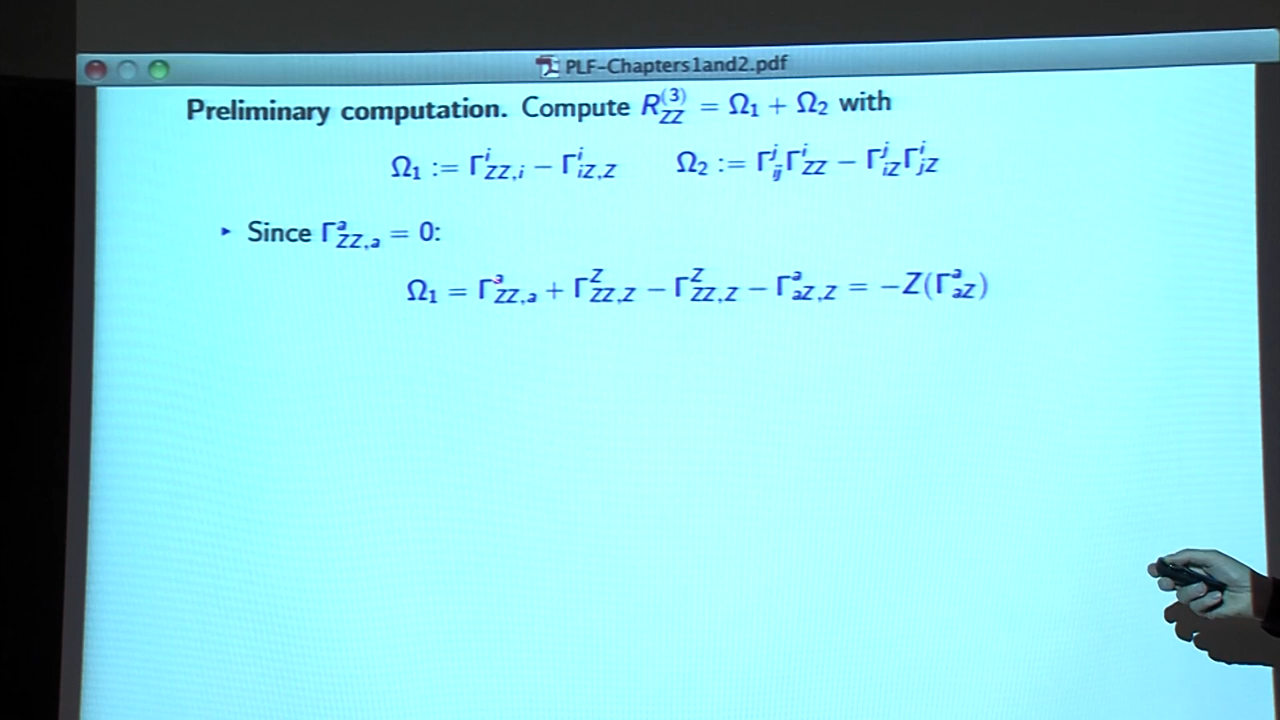 PLF-Chapters1and2.pdf
Preliminary computation. Compute R_{ZZ}^{(3)} = Ω₁ + Ω₂ with
Ω₁ := Γ^i_{ZZ,i} − Γ^i_{iZ,Z} Ω₂ := Γ^j_{ij}Γ^i_{ZZ} − Γ^j_{iZ}Γ^i_{jZ}
▸ Since Γ^a_{ZZ,a} = 0:
Ω₁ = Γ^a_{ZZ,a} + Γ^Z_{ZZ,Z} − Γ^Z_{ZZ,Z} − Γ^a_{aZ,Z} = −Z(Γ^a_{aZ})